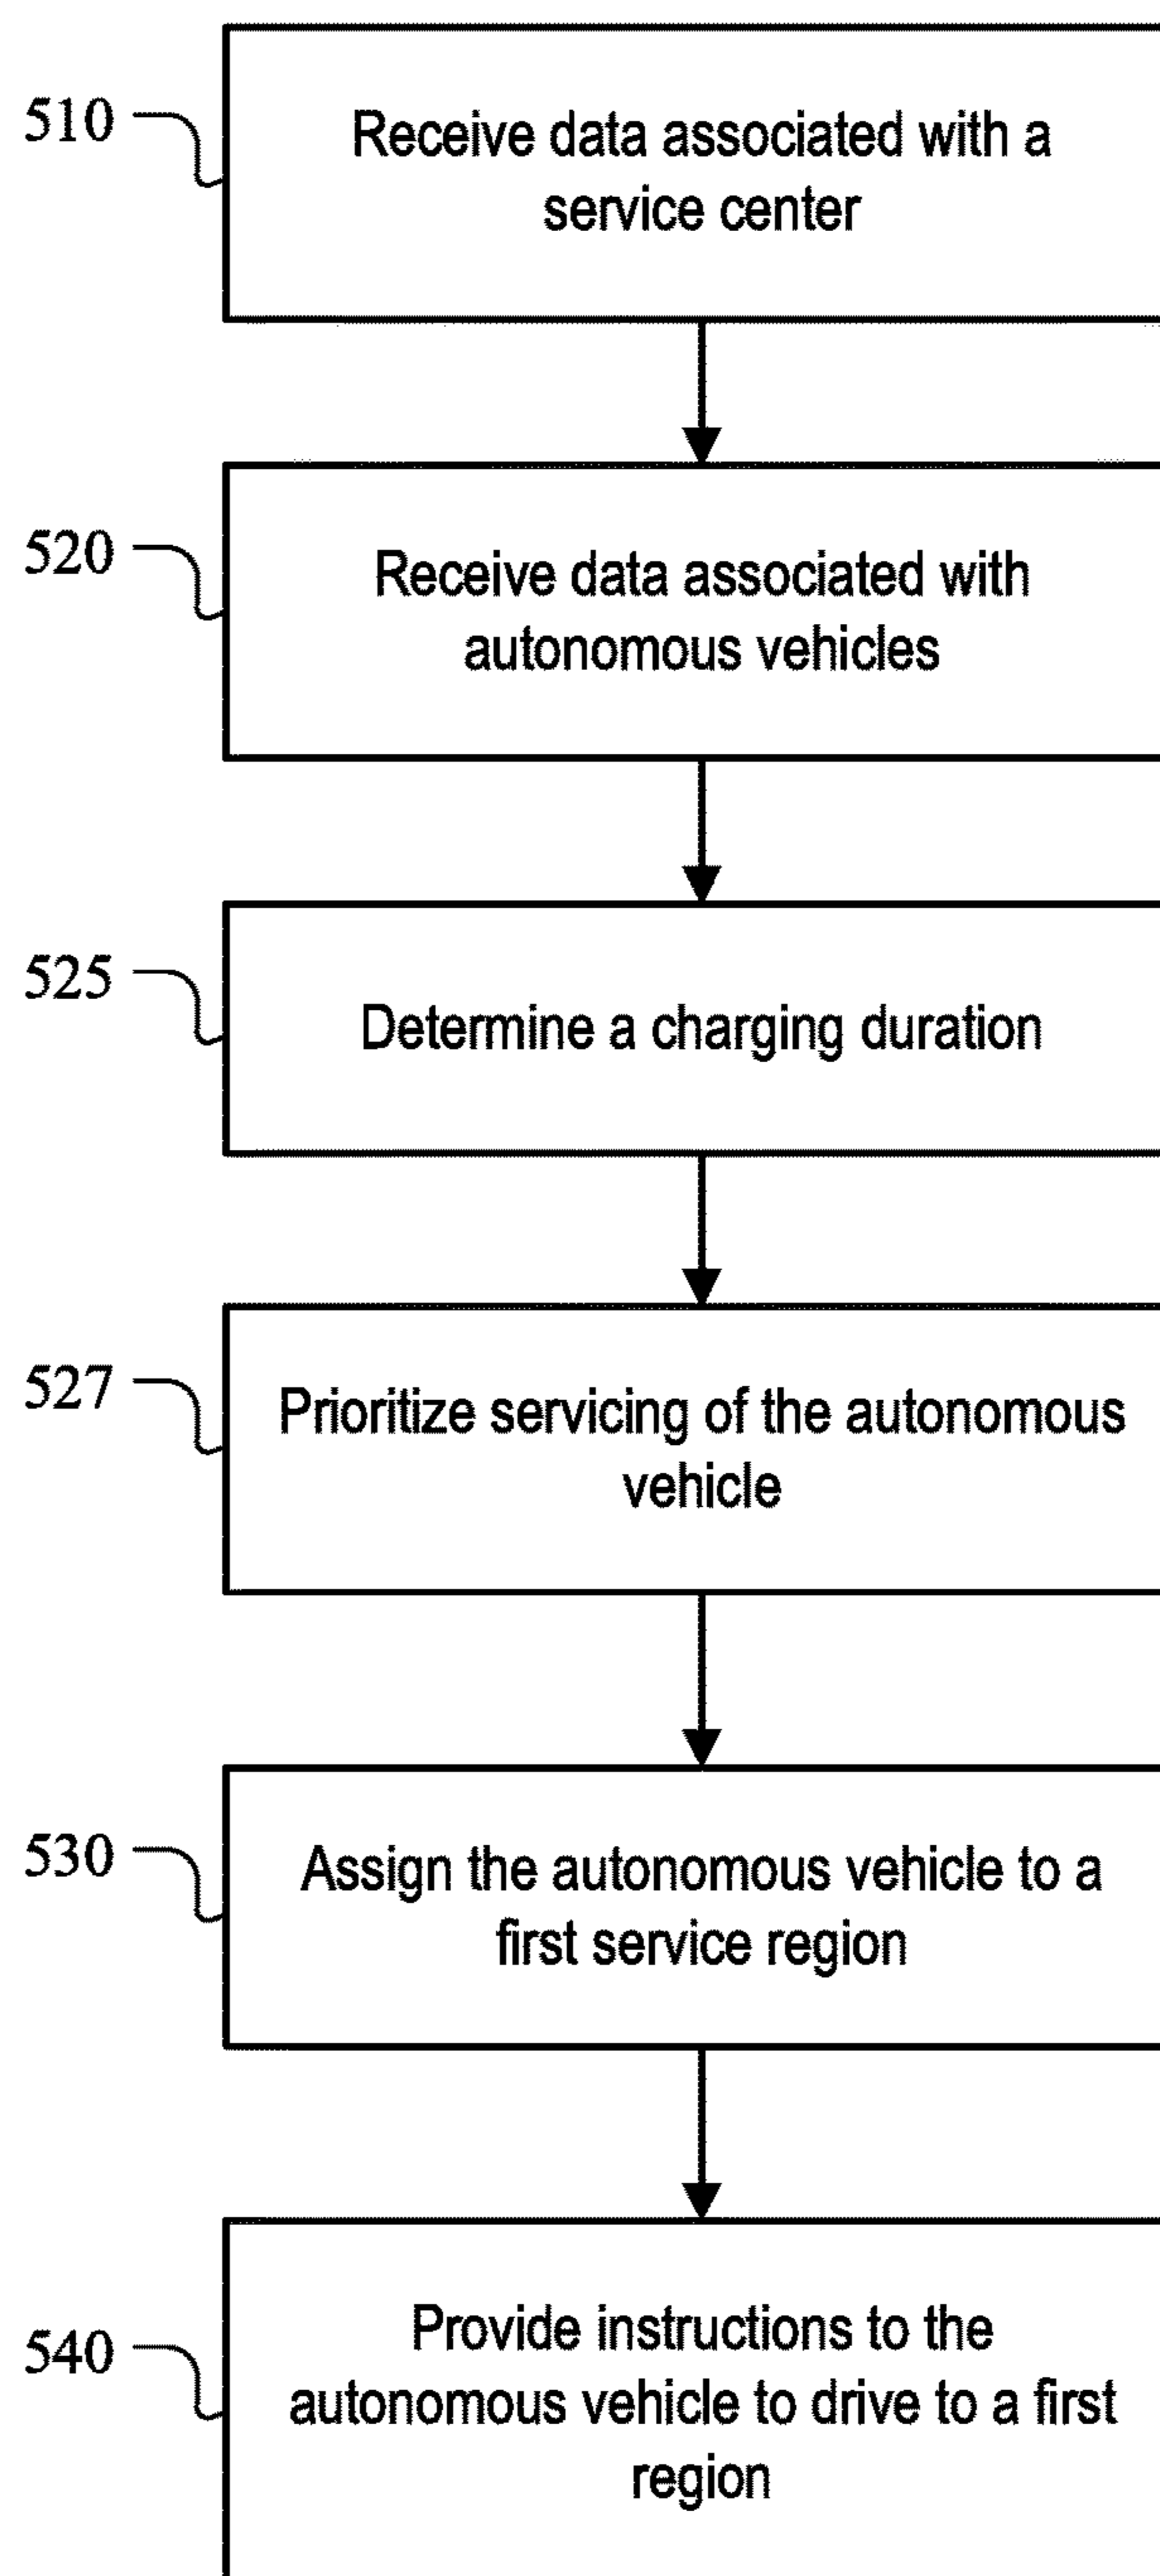 510
Receive data associated with a
service center
520
Receive data associated with
autonomous vehicles
525
Determine a charging duration
527
Prioritize servicing of the autonomous
vehicle
530
Assign the autonomous vehicle to a
first service region
540
Provide instructions to the
autonomous vehicle to drive to a first
region